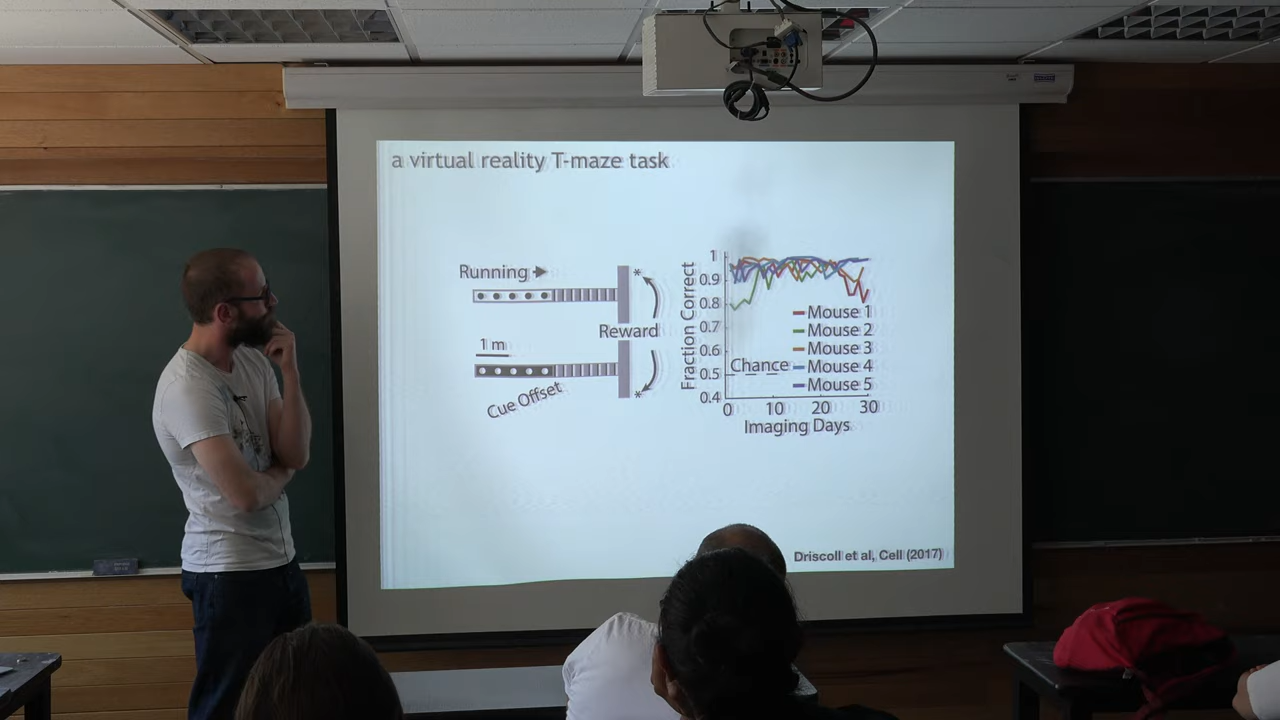 a virtual reality T-maze task
Running
Reward
1 m
Cue Offset
*
*
Fraction Correct
1
0.9
0.8
0.7
0.6
0.5
0.4
Chance
Mouse 1
Mouse 2
Mouse 3
Mouse 4
Mouse 5
0 10 20 30
Imaging Days
Driscoll et al, Cell (2017)